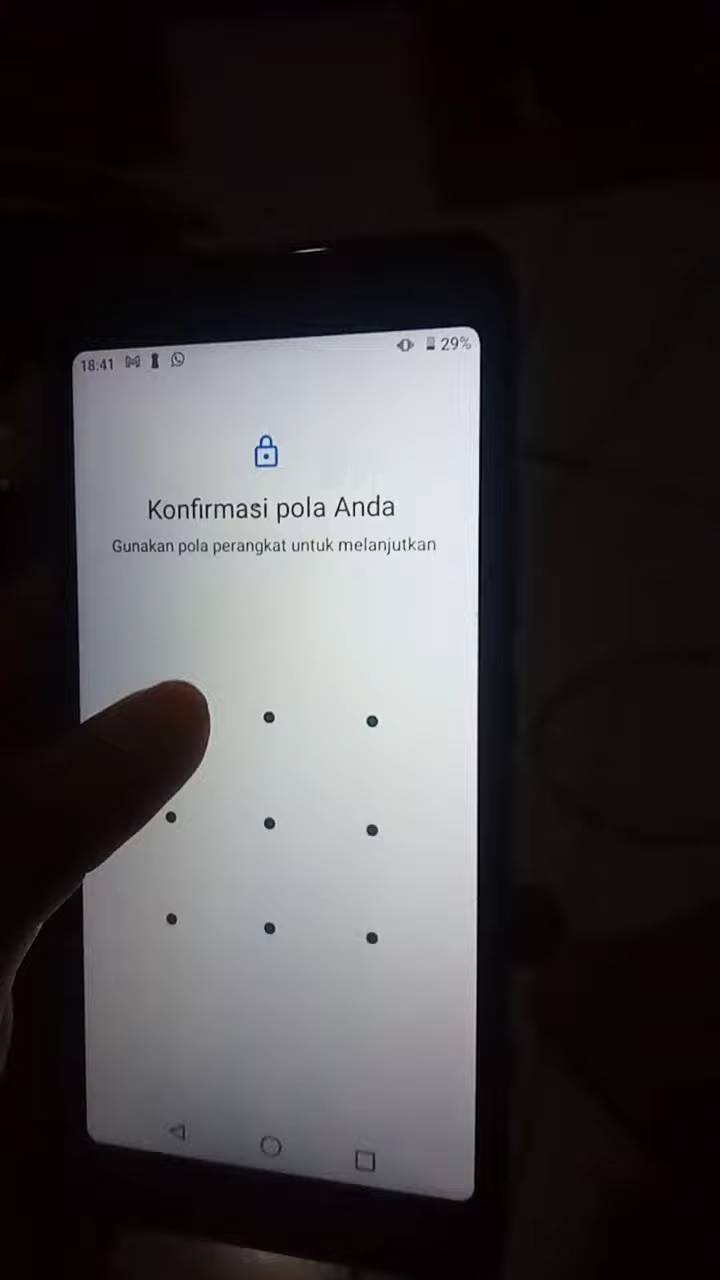 18:41
29%
Konfirmasi pola Anda
Gunakan pola perangkat untuk melanjutkan